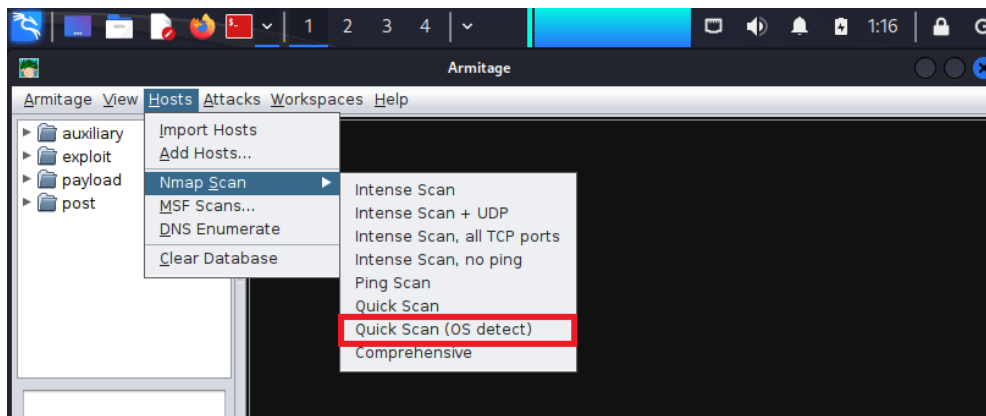 1 2 3 4 1:16 G
Armitage
Armitage View Hosts Attacks Workspaces Help
auxiliary
exploit
payload
post
Import Hosts
Add Hosts...
Nmap Scan
MSF Scans...
DNS Enumerate
Clear Database
Intense Scan
Intense Scan + UDP
Intense Scan, all TCP ports
Intense Scan, no ping
Ping Scan
Quick Scan
Quick Scan (OS detect)
Comprehensive